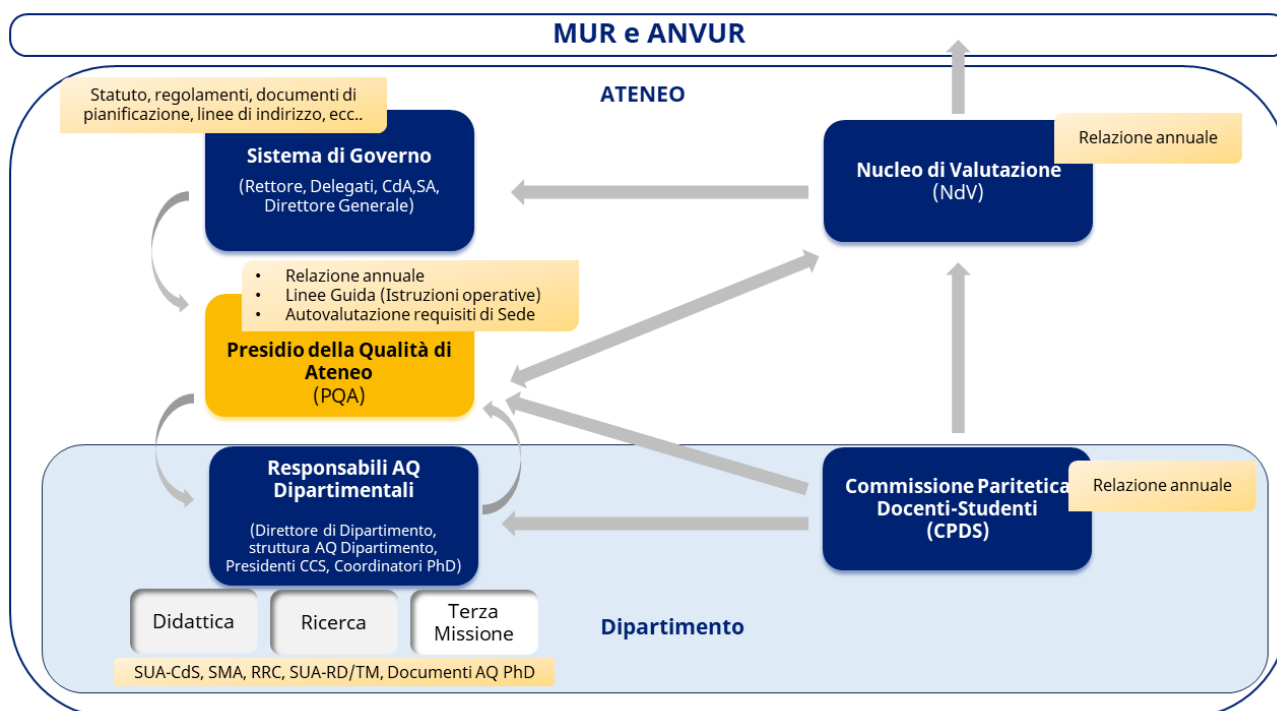 MUR e ANVUR
ATENEO
Statuto, regolamenti, documenti di
pianificazione, linee di indirizzo, ecc..
Sistema di Governo
(Rettore, Delegati, CdA,SA,
Direttore Generale)
Relazione annuale
Nucleo di Valutazione
(NdV)
• Relazione annuale
• Linee Guida (Istruzioni operative)
• Autovalutazione requisiti di Sede
Presidio della Qualità di
Ateneo
(PQA)
Responsabili AQ
Dipartimentali
(Direttore di Dipartimento,
struttura AQ Dipartimento,
Presidenti CCS, Coordinatori PhD)
Commissione Paritetica
Docenti-Studenti
(CPDS)
Relazione annuale
Didattica
Ricerca
Terza
Missione
Dipartimento
SUA-CdS, SMA, RRC, SUA-RD/TM, Documenti AQ PhD